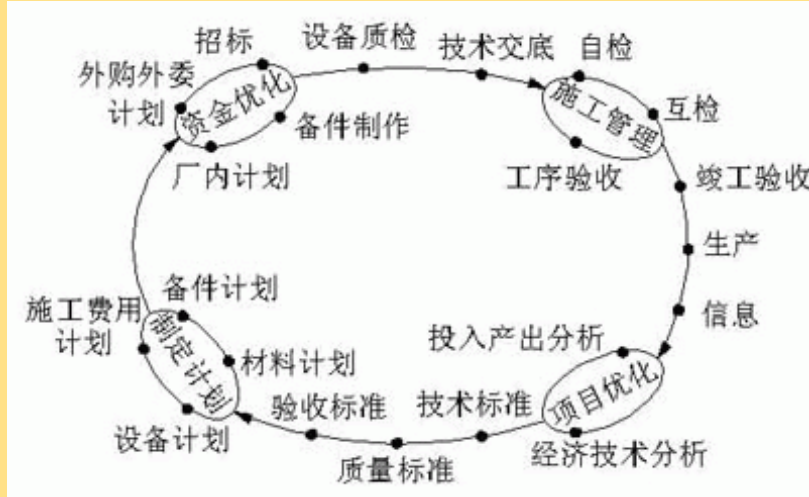 招标
设备质检
技术交底
自检
外购外委
计划
资金优化
备件制作
厂内计划
施工管理
互检
工序验收
竣工验收
生产
信息
备件计划
施工费用
计划
制定计划
材料计划
设备计划
投入产出分析
项目优化
经济技术分析
技术标准
质量标准
验收标准